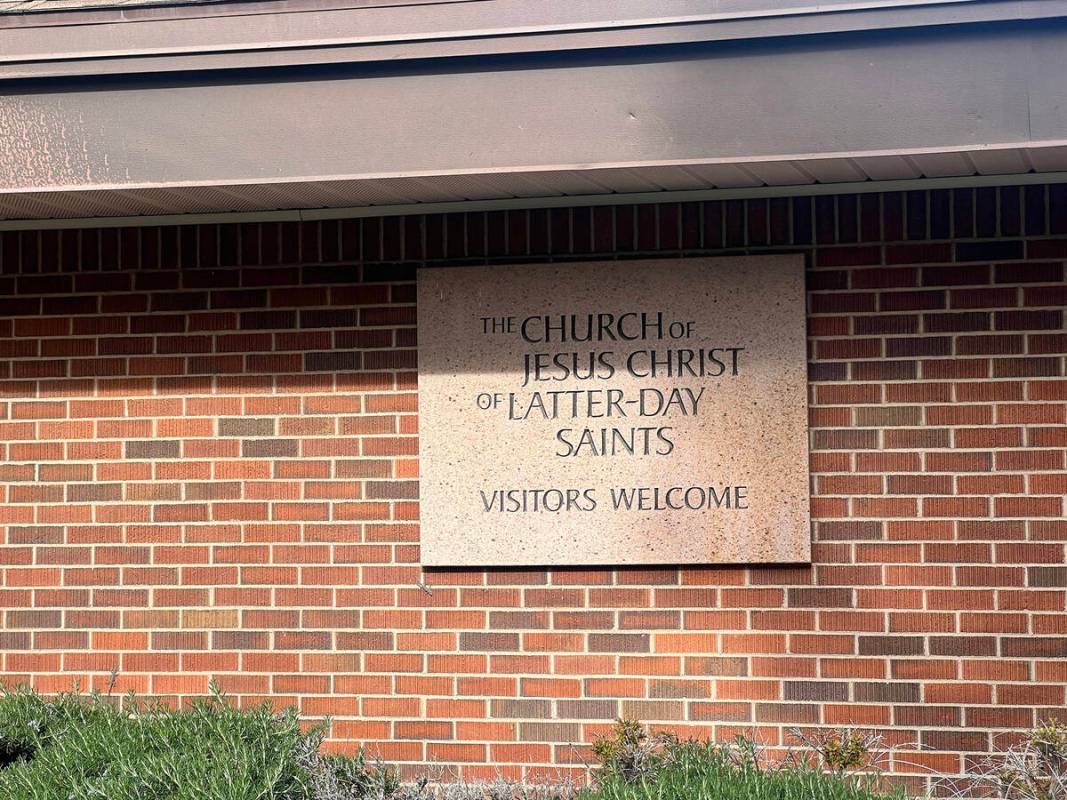 THE CHURCH OF
JESUS CHRIST
OF LATTER-DAY
SAINTS
VISITORS WELCOME